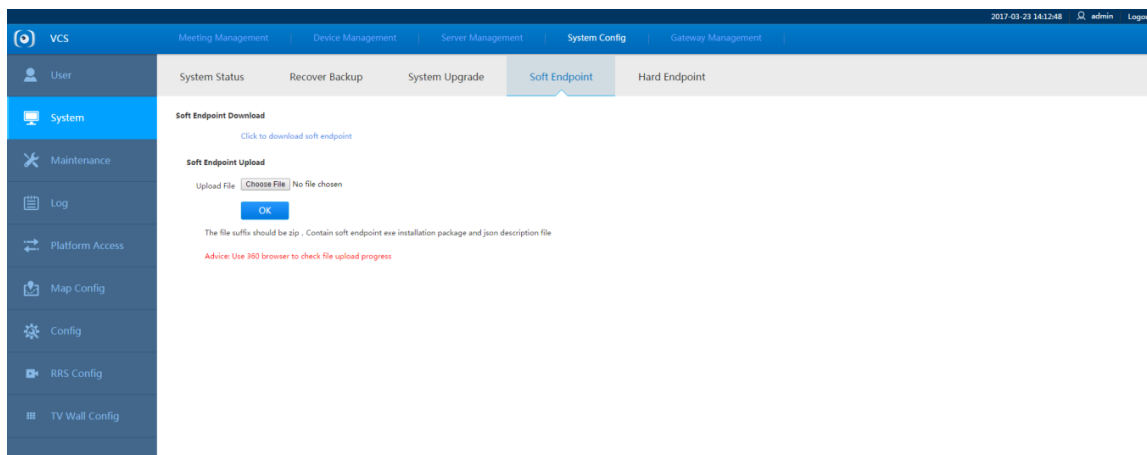 2017-03-23 14:12:48 admin
VCS Meeting Management Device Management Server Management System Config Gateway Management
User
System Status Recover Backup System Upgrade Soft Endpoint Hard Endpoint
System
Soft Endpoint Download
Click to download soft endpoint
Maintenance
Soft Endpoint Upload
Upload File Choose File No file chosen
Log
OK
The file suffix should be zip , Contain soft endpoint exe installation package and json description file
Platform Access
Advice: Use 360 browser to check file upload progress
Map Config
Config
RRS Config
TV Wall Config